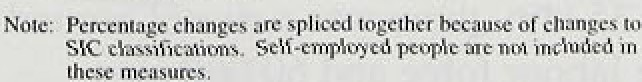 Note: Percentage changes are spliced together because of changes to
SIC classifications. Self-employed people are not included in
these measures.